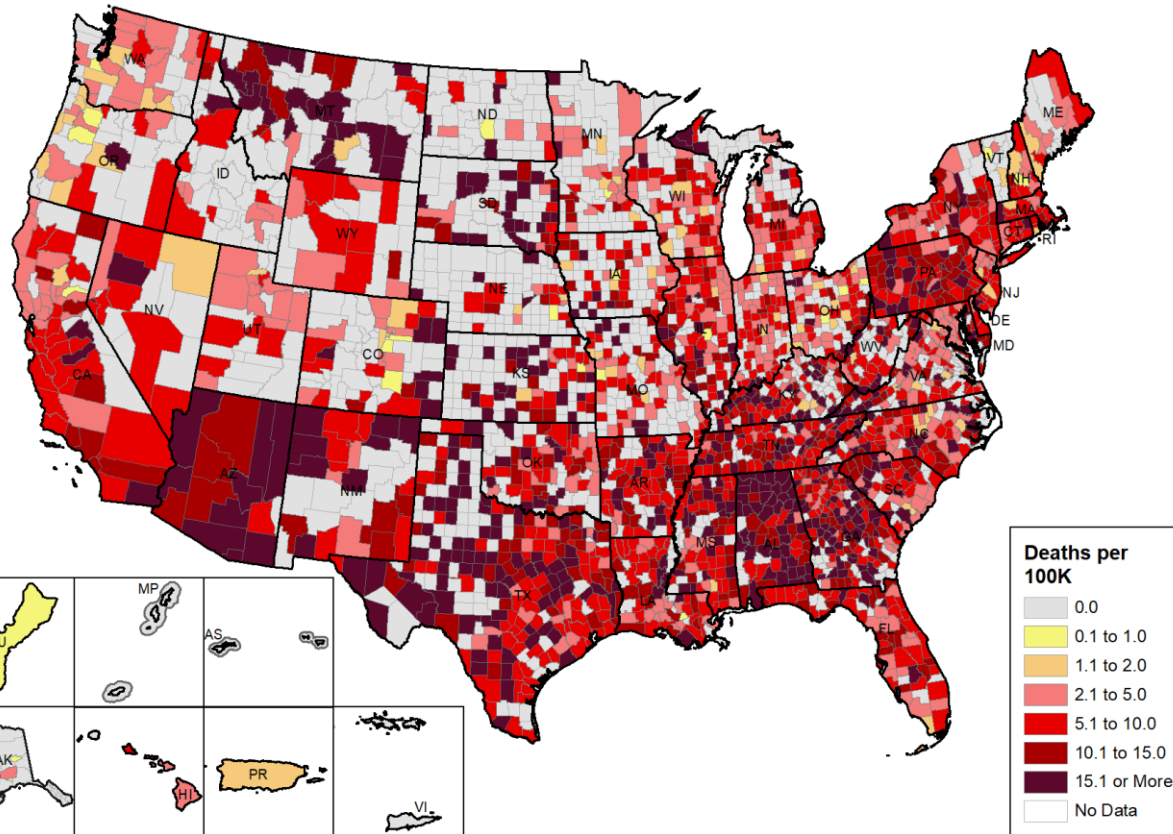 WA
MT
ND
MN
ME
VT
OR
ID
NH
SD
WI
NY
MA
WY
MI
CT
RI
IA
PA
NE
NJ
NV
OH
IN
DE
UT
IL
MD
CO
WV
KS
MO
VA
CA
KY
NC
TN
OK
AZ
AR
NM
SC
MS
AL
GA
TX
LA
FL
MP
AS
AK
HI
PR
VI
Deaths per
100K
0.0
0.1 to 1.0
1.1 to 2.0
2.1 to 5.0
5.1 to 10.0
10.1 to 15.0
15.1 or More
No Data